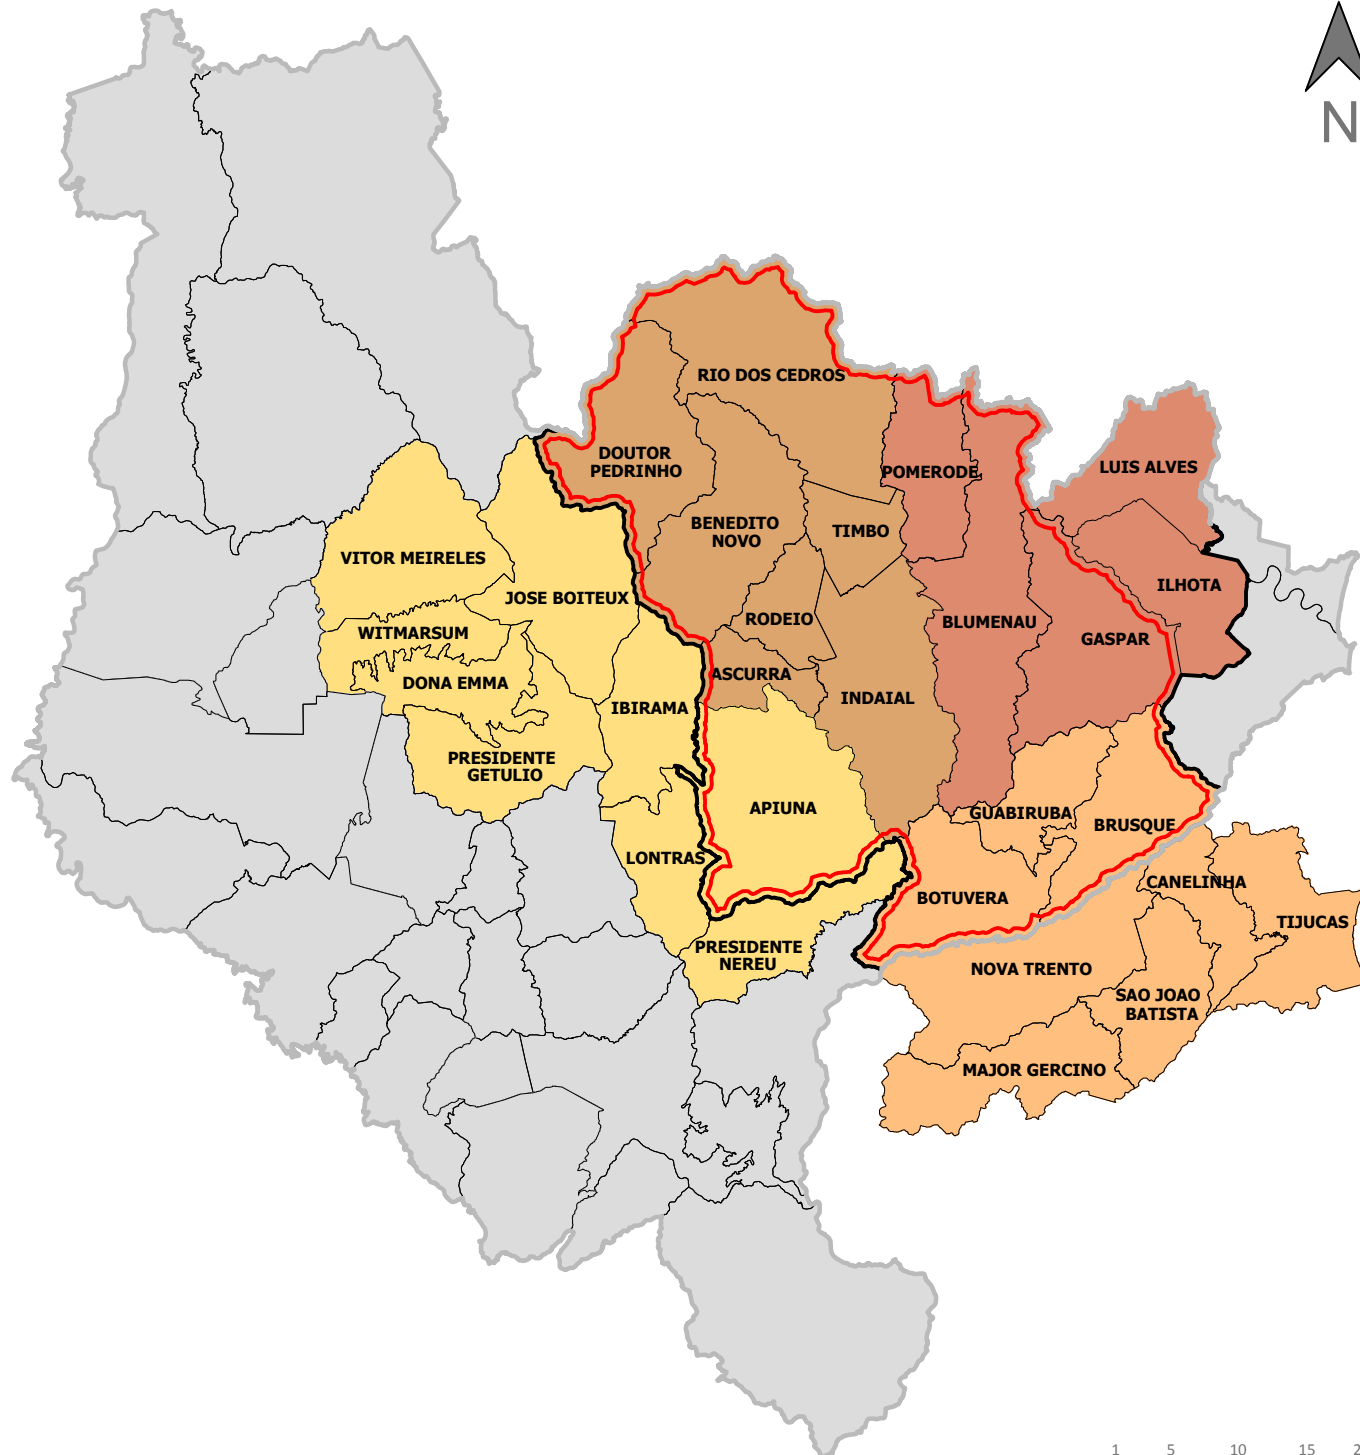 N
RIO DOS CEDROS
DOUTOR
PEDRINHO
POMERODE
LUIS ALVES
BENEDITO
NOVO
TIMBO
VITOR MEIRELES
ILHOTA
JOSE BOITEUX
RODEIO
BLUMENAU
WITMARSUM
GASPAR
ASCURRA
DONA EMMA
INDAIAL
IBIRAMA
PRESIDENTE
GETULIO
APIUNA
GUABIRUBA
BRUSQUE
LONTRAS
CANELINHA
BOTUVERA
TIJUCAS
PRESIDENTE
NEREU
NOVA TRENTO
SAO JOAO
BATISTA
MAJOR GERCINO
1 5 10 15 2